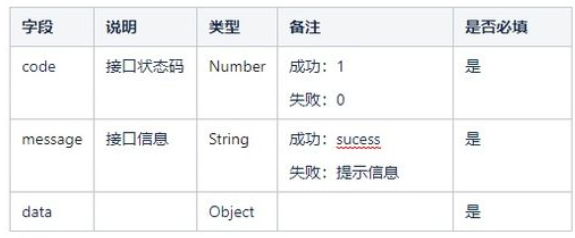 字段 说明 类型 备注 是否必填
code 接口状态码 Number 成功：1 是
失败：0
message 接口信息 String 成功：sucess 是
失败：提示信息
data Object 是